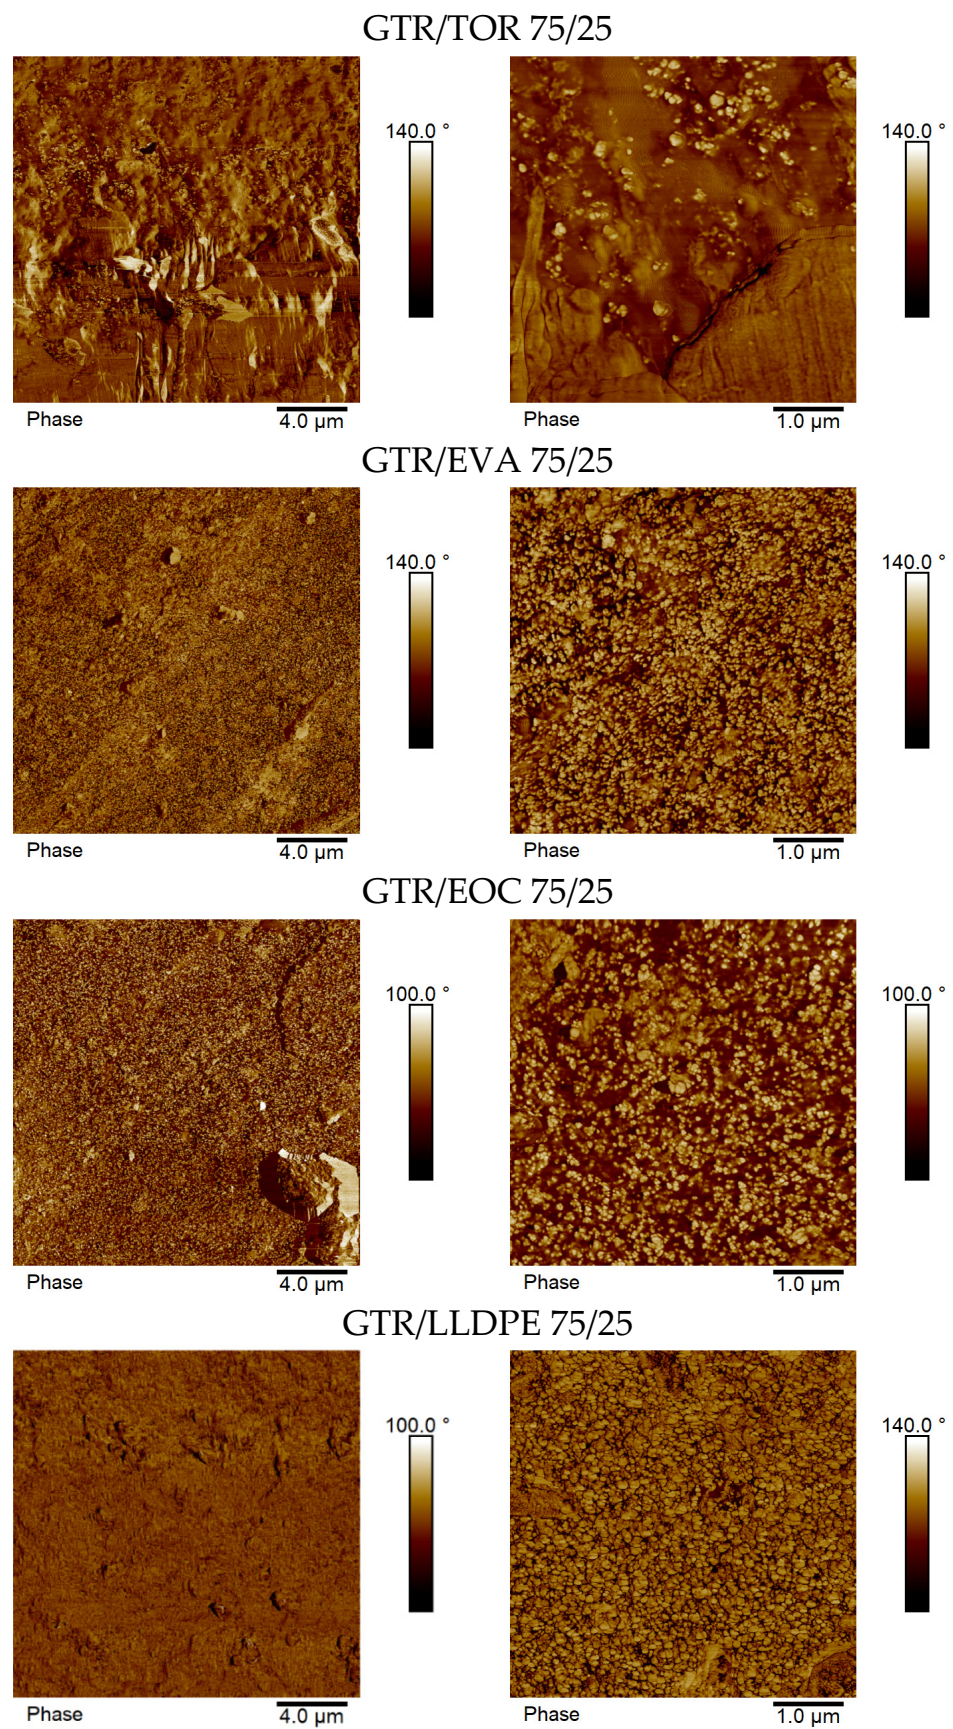 GTR/TOR 75/25
140.0 °
140.0 °
Phase
4.0 µm
Phase
1.0 µm
GTR/EVA 75/25
140.0 °
140.0 °
Phase
4.0 µm
Phase
1.0 µm
GTR/EOC 75/25
100.0 °
100.0 °
Phase
4.0 µm
Phase
1.0 µm
GTR/LLDPE 75/25
100.0 °
140.0 °
Phase
4.0 µm
Phase
1.0 µm